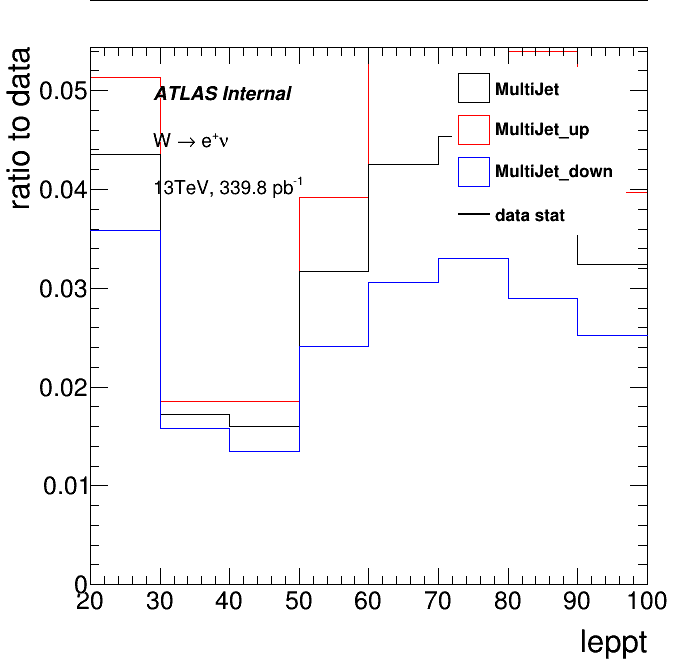 ratio to data
0.05
0.04
0.03
0.02
0.01
0
ATLAS Internal
W → e⁺ν
13TeV, 339.8 pb⁻¹
MultiJet
MultiJet_up
MultiJet_down
data stat
20 30 40 50 60 70 80 90 100
leppt